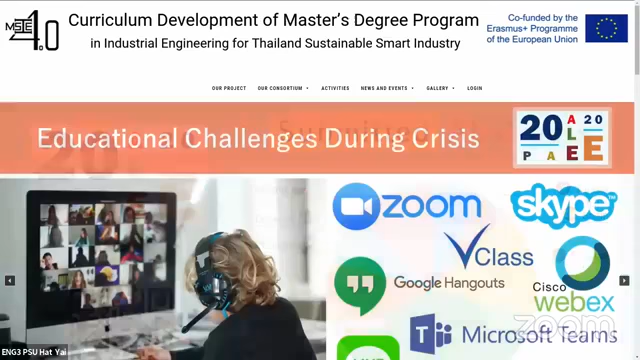 MSIE 4.0
Curriculum Development of Master's Degree Program
in Industrial Engineering for Thailand Sustainable Smart Industry
Co-funded by the
Erasmus+ Programme
of the European Union
OUR PROJECT OUR CONSORTIUM ACTIVITIES NEWS AND EVENTS GALLERY LOGIN
Educational Challenges During Crisis
20 ALEE 20
PAEE
zoom
skype
VClass
Google Hangouts
Cisco
webex
Microsoft Teams
LINE
zoom
ENG3 PSU Hat Yai